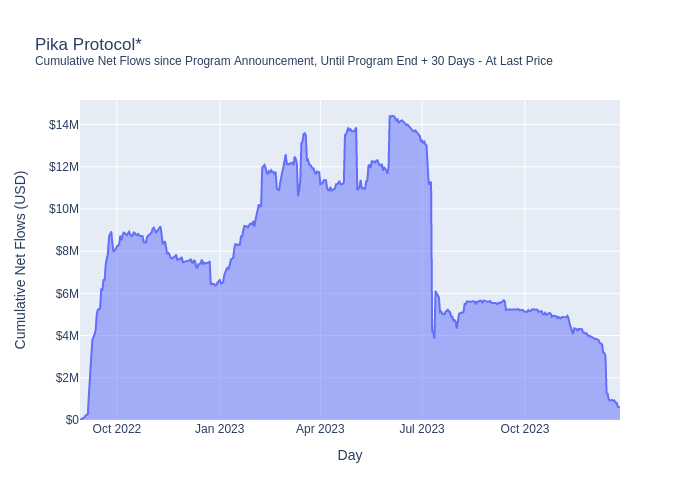 Pika Protocol*
Cumulative Net Flows since Program Announcement, Until Program End + 30 Days - At Last Price
Cumulative Net Flows (USD)
$14M
$12M
$10M
$8M
$6M
$4M
$2M
$0
Oct 2022
Jan 2023
Apr 2023
Jul 2023
Oct 2023
Day